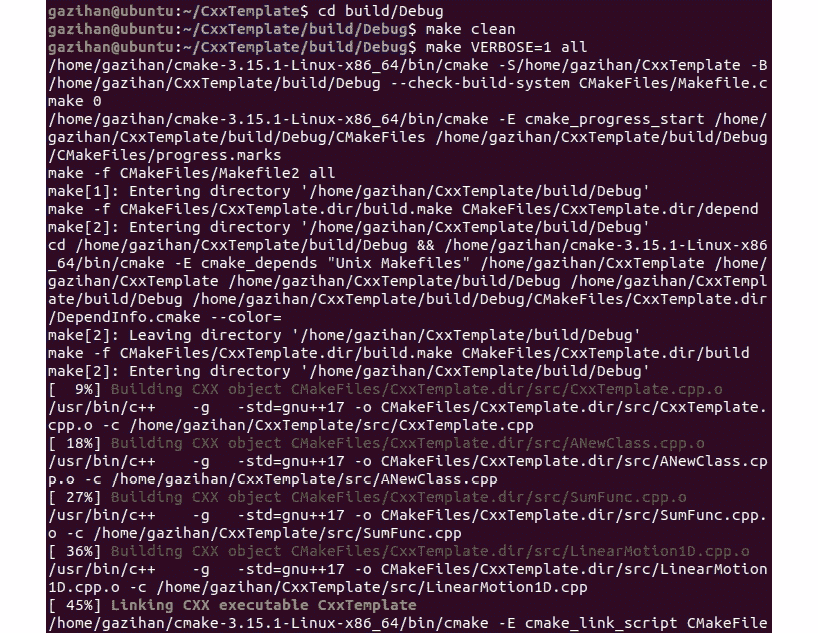 gazihan@ubuntu:~/CxxTemplate$ cd build/Debug
gazihan@ubuntu:~/CxxTemplate/build/Debug$ make clean
gazihan@ubuntu:~/CxxTemplate/build/Debug$ make VERBOSE=1 all
/home/gazihan/cmake-3.15.1-Linux-x86_64/bin/cmake -S/home/gazihan/CxxTemplate -B
/home/gazihan/CxxTemplate/build/Debug --check-build-system CMakeFiles/Makefile.c
make 0
/home/gazihan/cmake-3.15.1-Linux-x86_64/bin/cmake -E cmake_progress_start /home/
gazihan/CxxTemplate/build/Debug/CMakeFiles /home/gazihan/CxxTemplate/build/Debug
/CMakeFiles/progress.marks
make -f CMakeFiles/Makefile2 all
make[1]: Entering directory '/home/gazihan/CxxTemplate/build/Debug'
make -f CMakeFiles/CxxTemplate.dir/build.make CMakeFiles/CxxTemplate.dir/depend
make[2]: Entering directory '/home/gazihan/CxxTemplate/build/Debug'
cd /home/gazihan/CxxTemplate/build/Debug && /home/gazihan/cmake-3.15.1-Linux-x86
_64/bin/cmake -E cmake_depends "Unix Makefiles" /home/gazihan/CxxTemplate /home/
gazihan/CxxTemplate /home/gazihan/CxxTemplate/build/Debug /home/gazihan/CxxTempl
ate/build/Debug /home/gazihan/CxxTemplate/build/Debug/CMakeFiles/CxxTemplate.dir
/DependInfo.cmake --color=
make[2]: Leaving directory '/home/gazihan/CxxTemplate/build/Debug'
make -f CMakeFiles/CxxTemplate.dir/build.make CMakeFiles/CxxTemplate.dir/build
make[2]: Entering directory '/home/gazihan/CxxTemplate/build/Debug'
[  9%] Building CXX object CMakeFiles/CxxTemplate.dir/src/CxxTemplate.cpp.o
/usr/bin/c++    -g   -std=gnu++17 -o CMakeFiles/CxxTemplate.dir/src/CxxTemplate.
cpp.o -c /home/gazihan/CxxTemplate/src/CxxTemplate.cpp
[ 18%] Building CXX object CMakeFiles/CxxTemplate.dir/src/ANewClass.cpp.o
/usr/bin/c++    -g   -std=gnu++17 -o CMakeFiles/CxxTemplate.dir/src/ANewClass.cp
p.o -c /home/gazihan/CxxTemplate/src/ANewClass.cpp
[ 27%] Building CXX object CMakeFiles/CxxTemplate.dir/src/SumFunc.cpp.o
/usr/bin/c++    -g   -std=gnu++17 -o CMakeFiles/CxxTemplate.dir/src/SumFunc.cpp.
o -c /home/gazihan/CxxTemplate/src/SumFunc.cpp
[ 36%] Building CXX object CMakeFiles/CxxTemplate.dir/src/LinearMotion1D.cpp.o
/usr/bin/c++    -g   -std=gnu++17 -o CMakeFiles/CxxTemplate.dir/src/LinearMotion
1D.cpp.o -c /home/gazihan/CxxTemplate/src/LinearMotion1D.cpp
[ 45%] Linking CXX executable CxxTemplate
/home/gazihan/cmake-3.15.1-Linux-x86_64/bin/cmake -E cmake_link_script CMakeFile